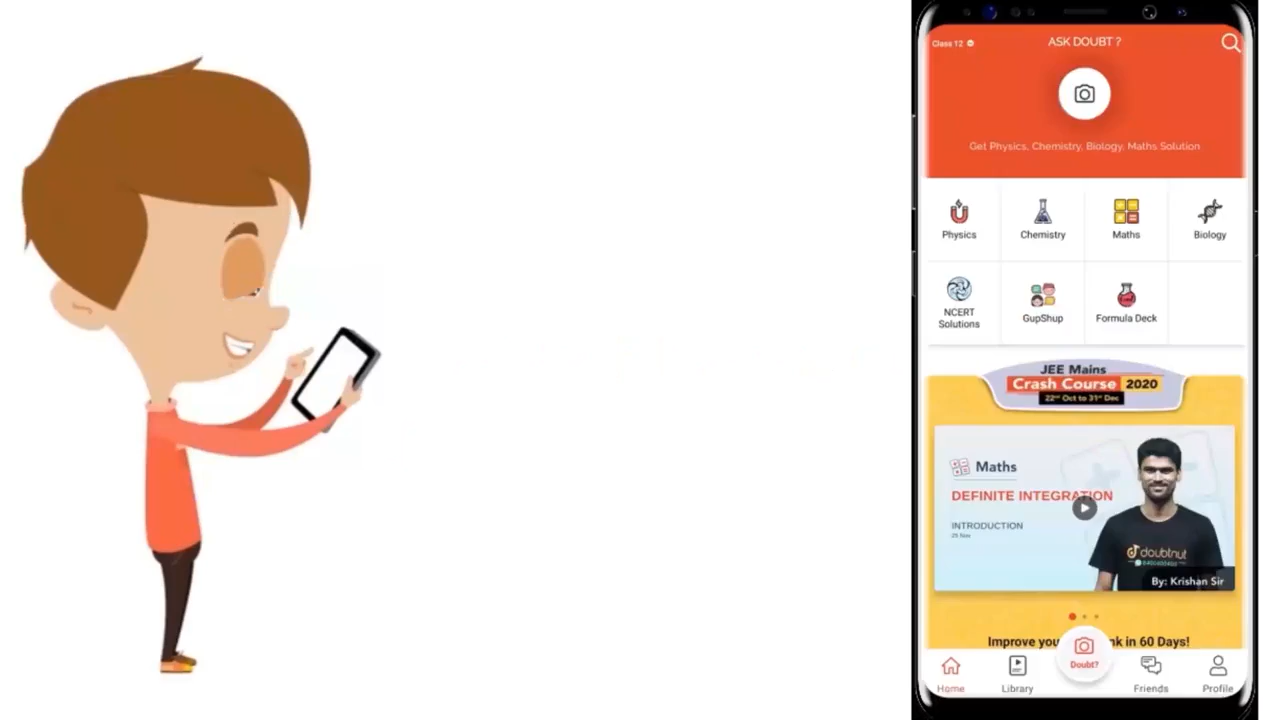 Class 12
ASK DOUBT ?
Get Physics, Chemistry, Biology, Maths Solution
Physics
Chemistry
Maths
Biology
NCERT
Solutions
GupShup
Formula Deck
JEE Mains
Crash Course 2020
22nd Oct to 31st Dec
Maths
DEFINITE INTEGRATION
INTRODUCTION
doubtnut
By: Krishan Sir
Improve you nk in 60 Days!
Doubt?
Home
Library
Friends
Profile